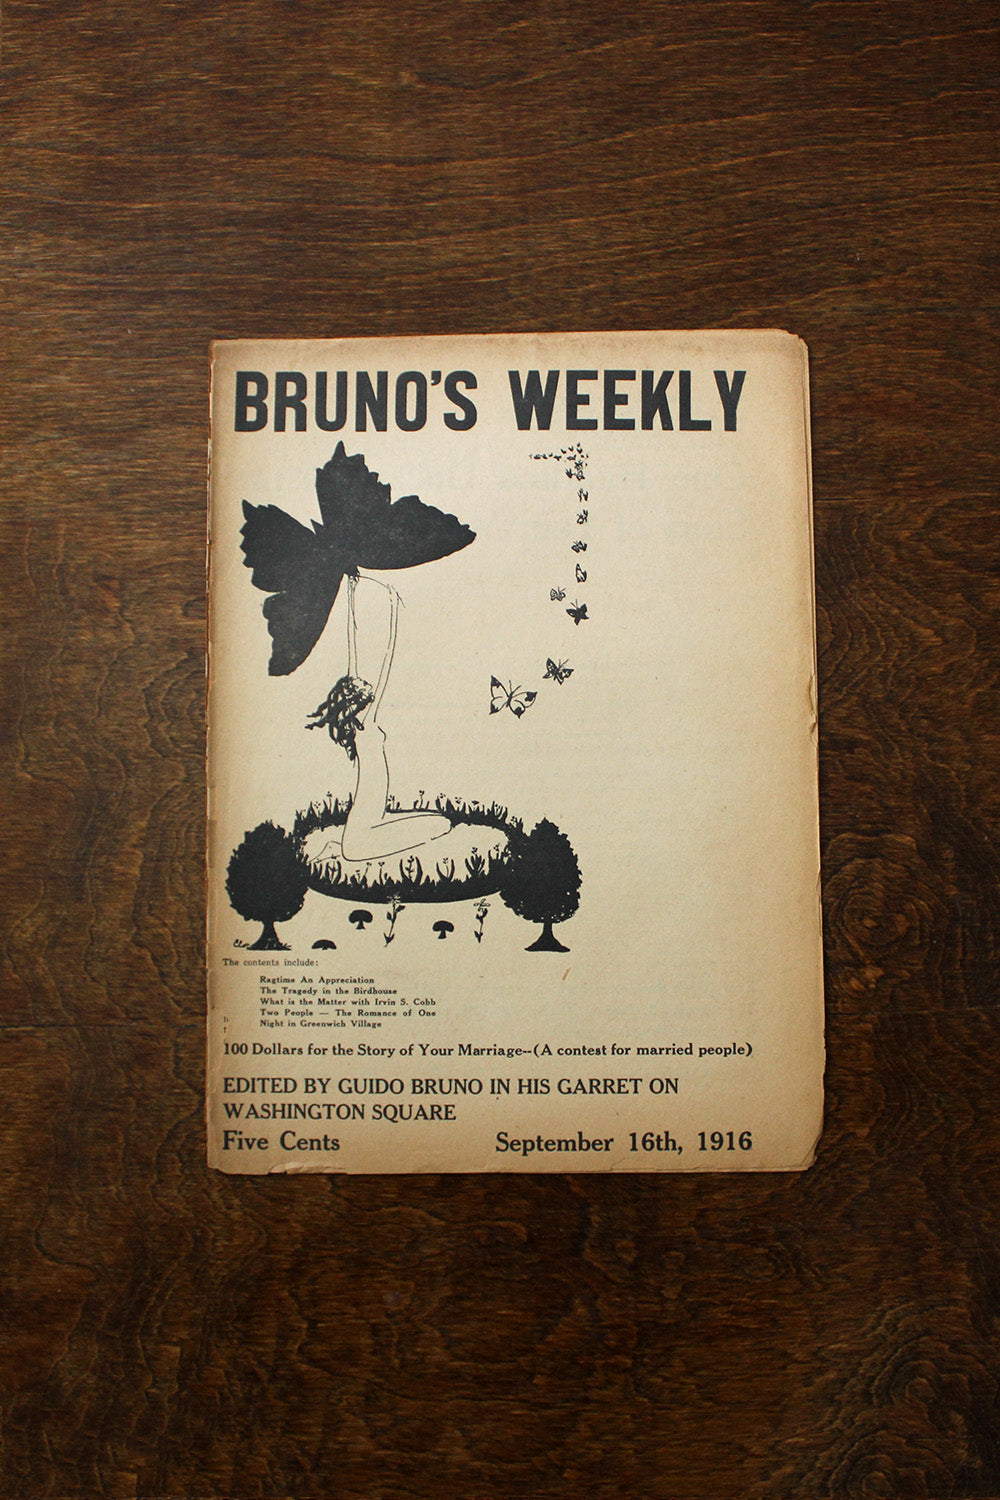 BRUNO'S WEEKLY
The contents include:
Ragtime An Appreciation
The Tragedy in the Birdhouse
What is the Matter with Irvin S. Cobb
Two People — The Romance of One
Night in Greenwich Village
100 Dollars for the Story of Your Marriage--(A contest for married people)
EDITED BY GUIDO BRUNO IN HIS GARRET ON
WASHINGTON SQUARE
Five Cents September 16th, 1916